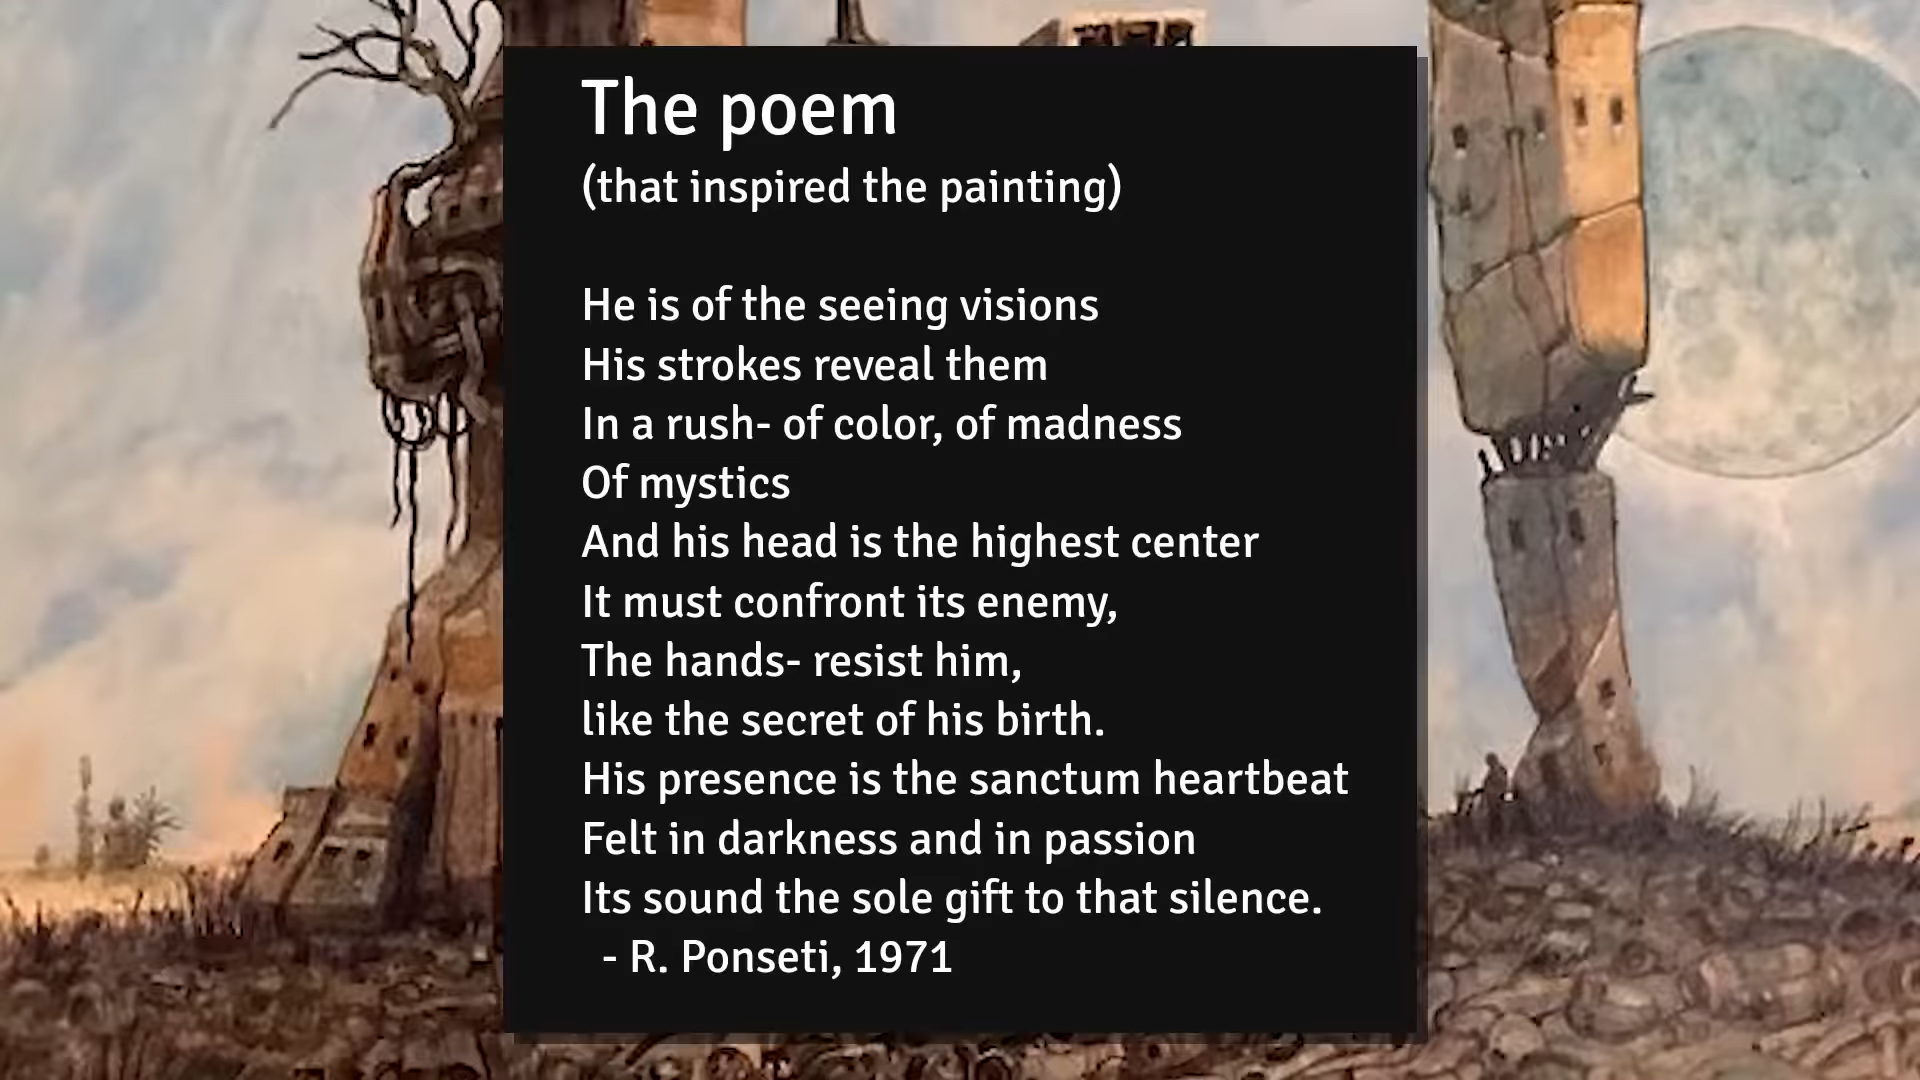 The poem
(that inspired the painting)
He is of the seeing visions
His strokes reveal them
In a rush- of color, of madness
Of mystics
And his head is the highest center
It must confront its enemy,
The hands- resist him,
like the secret of his birth.
His presence is the sanctum heartbeat
Felt in darkness and in passion
Its sound the sole gift to that silence.
- R. Ponseti, 1971